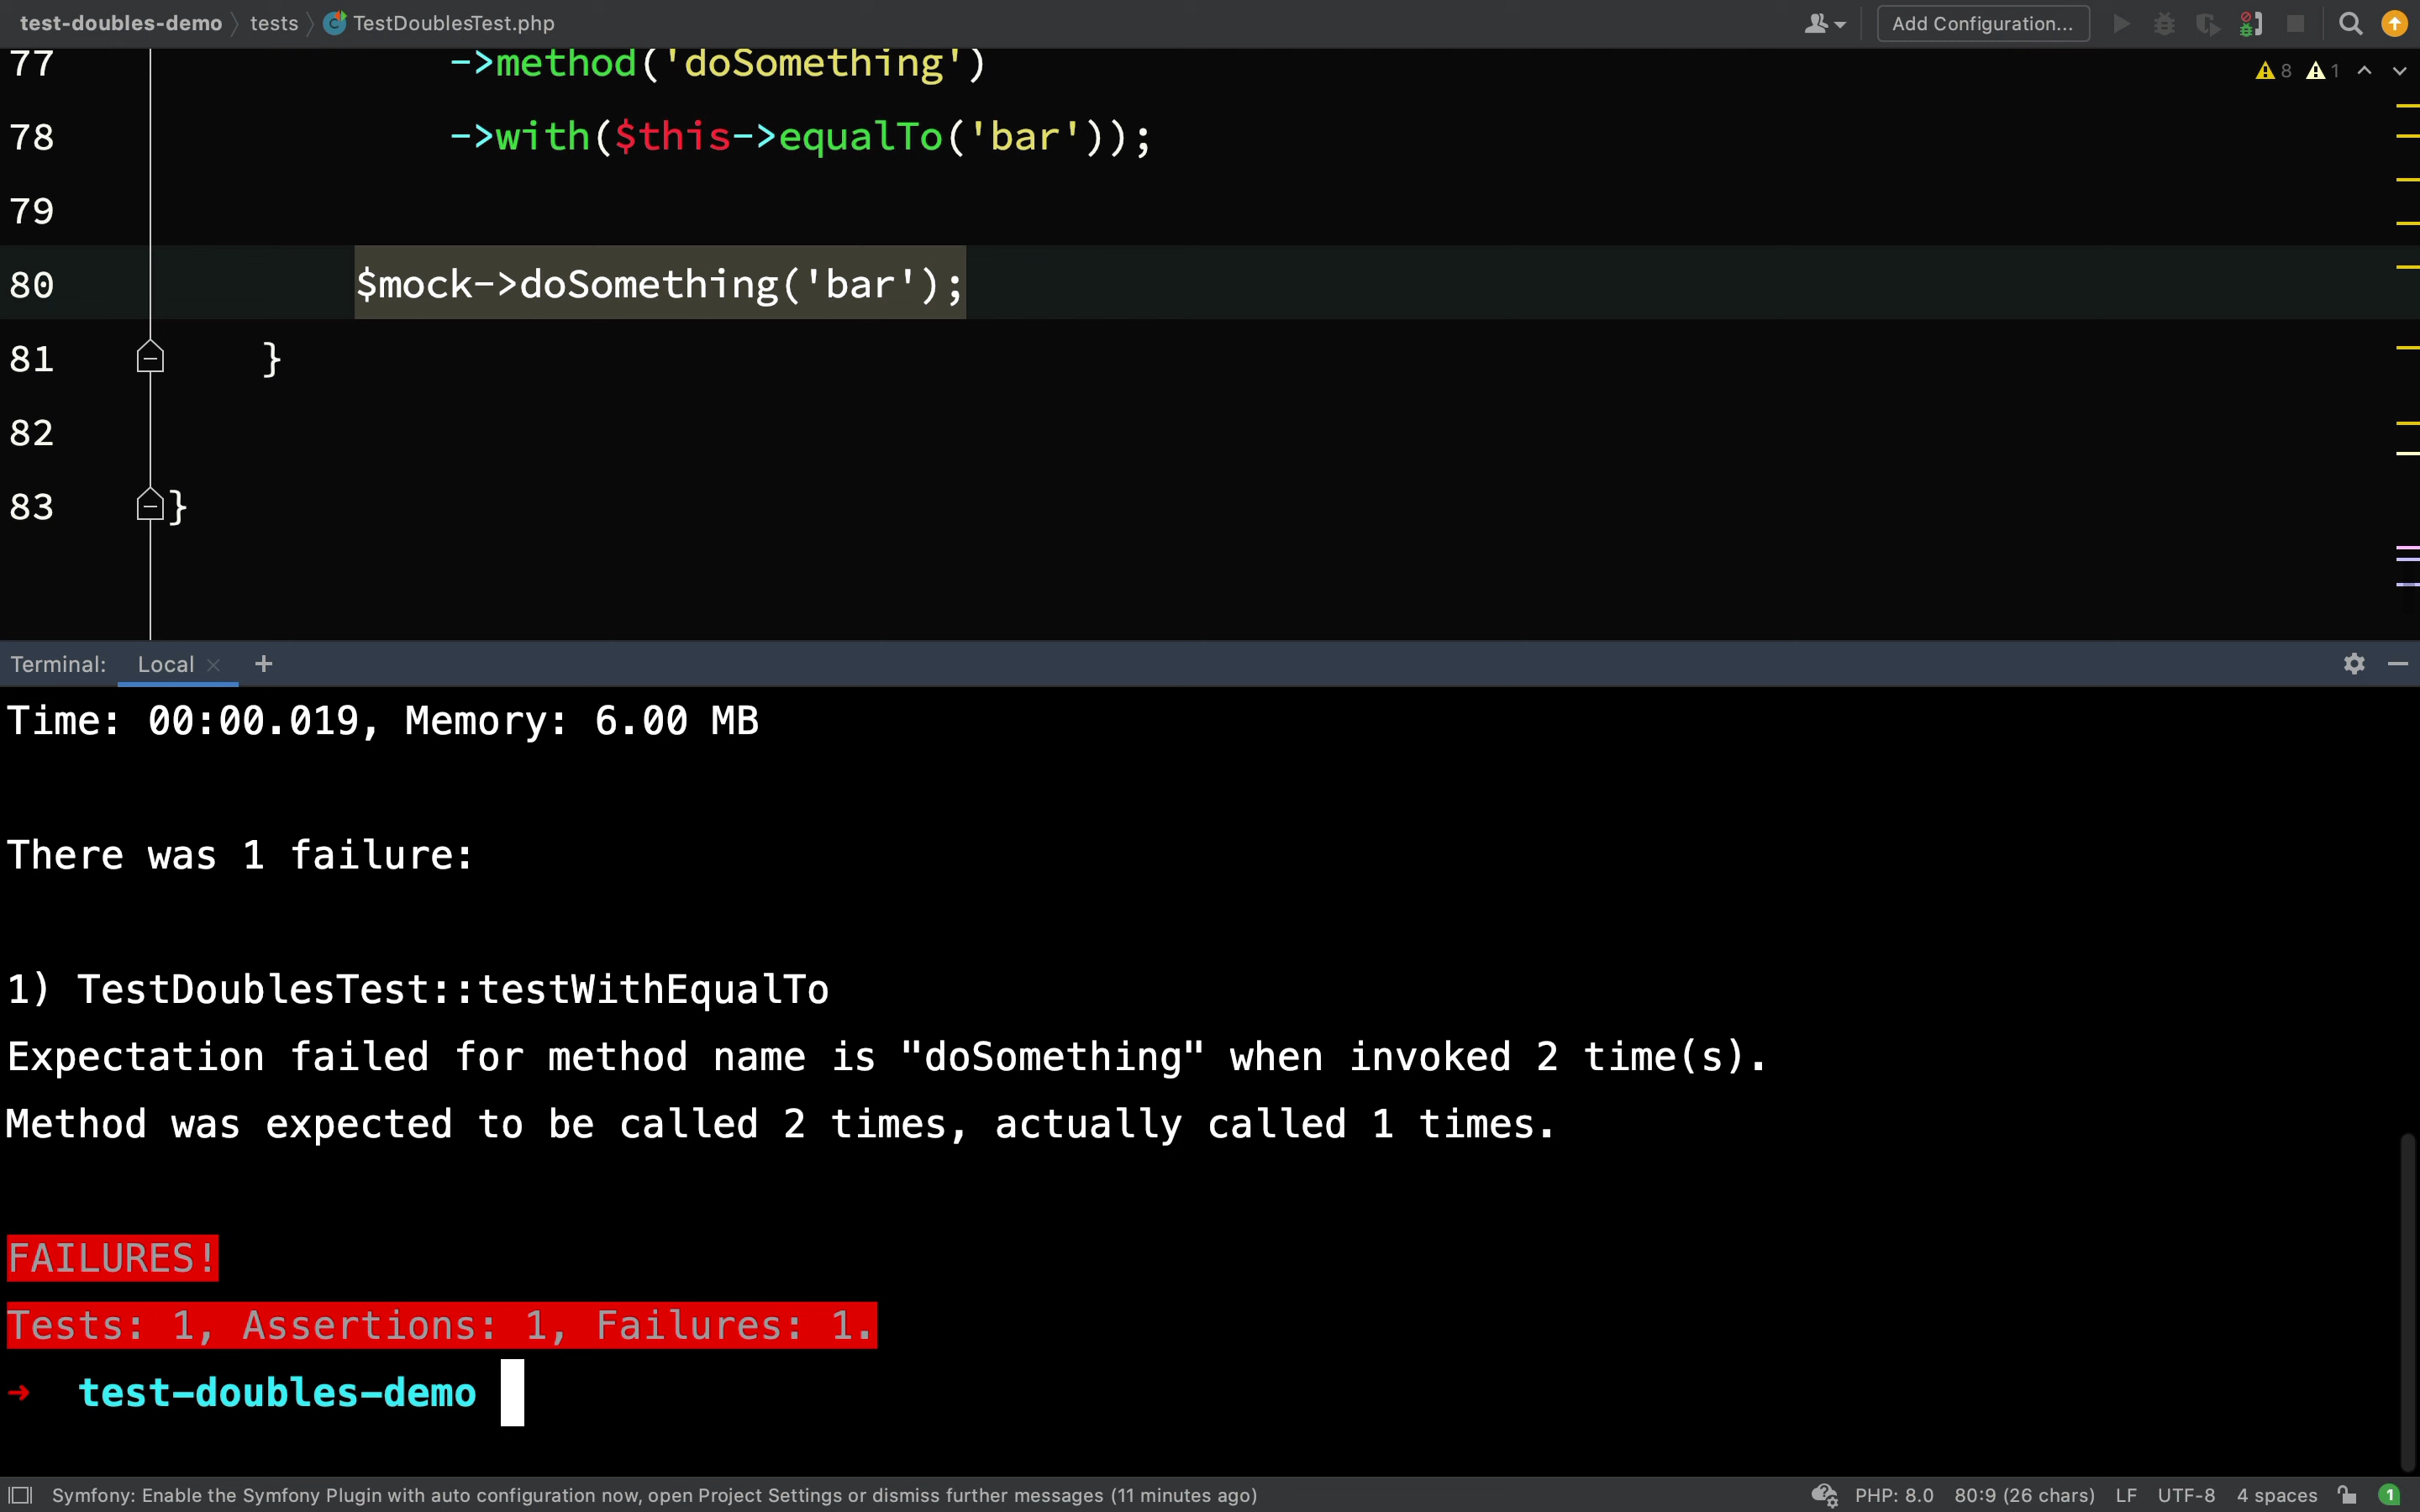 test-doubles-demo tests TestDoublesTest.php Add Configuration...
77 ->method('doSomething') 8 1
78 ->with($this->equalTo('bar'));
79
80 $mock->doSomething('bar');
81 }
82
83 }
Terminal: Local × +
Time: 00:00.019, Memory: 6.00 MB
There was 1 failure:
1) TestDoublesTest::testWithEqualTo
Expectation failed for method name is "doSomething" when invoked 2 time(s).
Method was expected to be called 2 times, actually called 1 times.
FAILURES!
Tests: 1, Assertions: 1, Failures: 1.
→ test-doubles-demo
Symfony: Enable the Symfony Plugin with auto configuration now, open Project Settings or dismiss further messages (11 minutes ago) PHP: 8.0 80:9 (26 chars) LF UTF-8 4 spaces 1